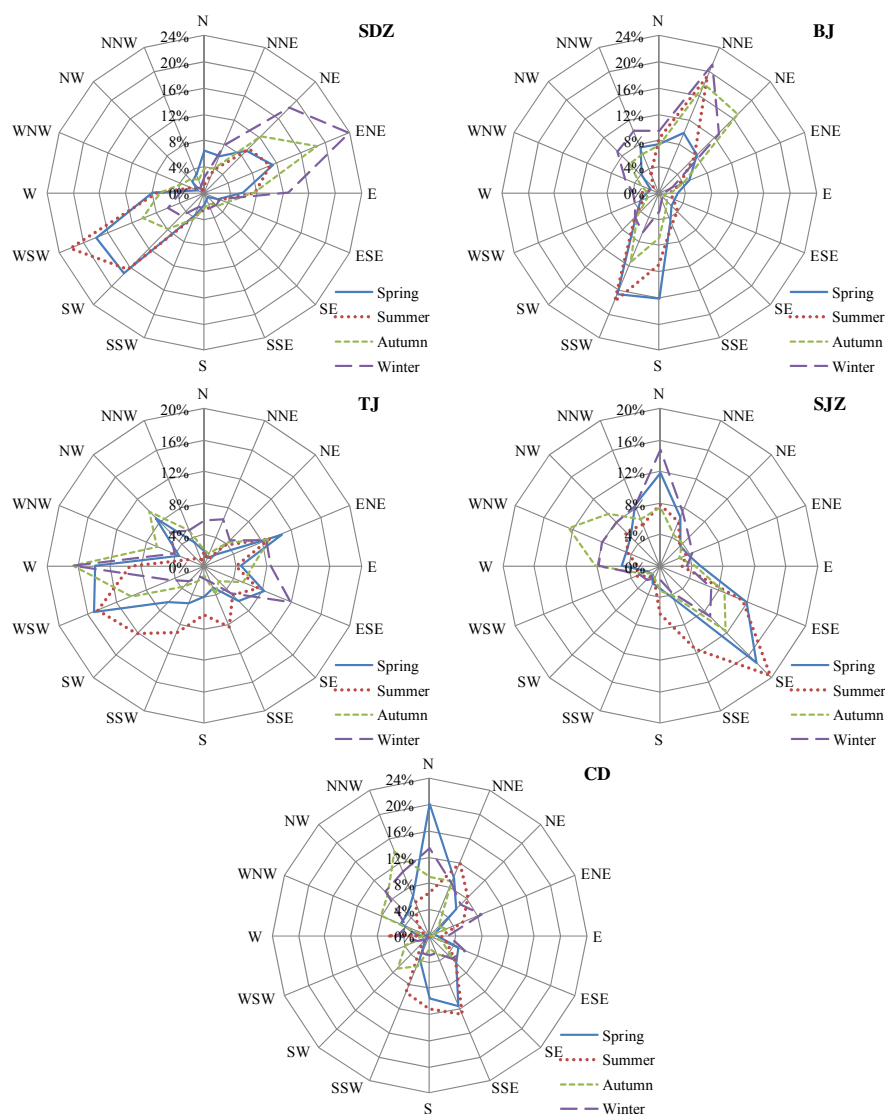 SDZ
N
NNE
NE
ENE
E
ESE
SE
SSE
S
SSW
SW
WSW
W
WNW
NW
NNW
24%
20%
16%
12%
8%
4%
0%
Spring
Summer
Autumn
Winter
BJ
N
NNE
NE
ENE
E
ESE
SE
SSE
S
SSW
SW
WSW
W
WNW
NW
NNW
24%
20%
16%
12%
8%
4%
0%
Spring
Summer
Autumn
Winter
TJ
N
NNE
NE
ENE
E
ESE
SE
SSE
S
SSW
SW
WSW
W
WNW
NW
NNW
20%
16%
12%
8%
4%
0%
Spring
Summer
Autumn
Winter
SJZ
N
NNE
NE
ENE
E
ESE
SE
SSE
S
SSW
SW
WSW
W
WNW
NW
NNW
20%
16%
12%
8%
4%
0%
Spring
Summer
Autumn
Winter
CD
N
NNE
NE
ENE
E
ESE
SE
SSE
S
SSW
SW
WSW
W
WNW
NW
NNW
24%
20%
16%
12%
8%
4%
0%
Spring
Summer
Autumn
Winter